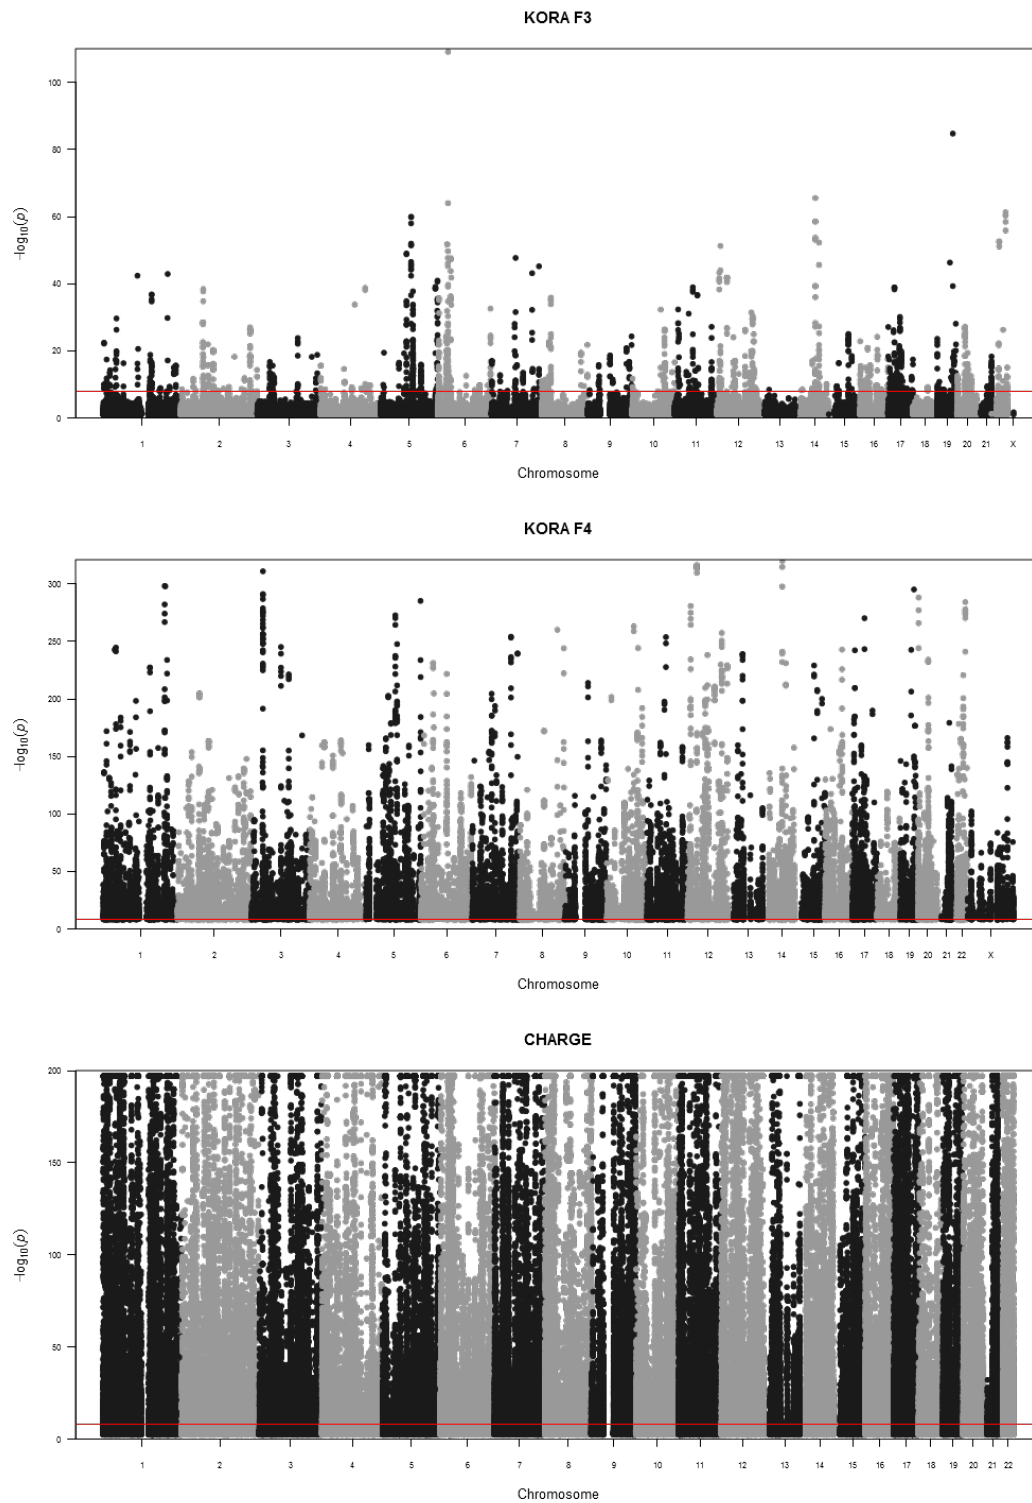 KORA F3
100
80
60
40
20
0
-log10(p)
1 2 3 4 5 6 7 8 9 10 11 12 13 14 15 16 17 18 19 20 21 X
Chromosome
KORA F4
300
250
200
150
100
50
0
-log10(p)
1 2 3 4 5 6 7 8 9 10 11 12 13 14 15 16 17 18 19 20 21 22 X
Chromosome
CHARGE
200
150
100
50
0
-log10(p)
1 2 3 4 5 6 7 8 9 10 11 12 13 14 15 16 17 18 19 20 21 22
Chromosome